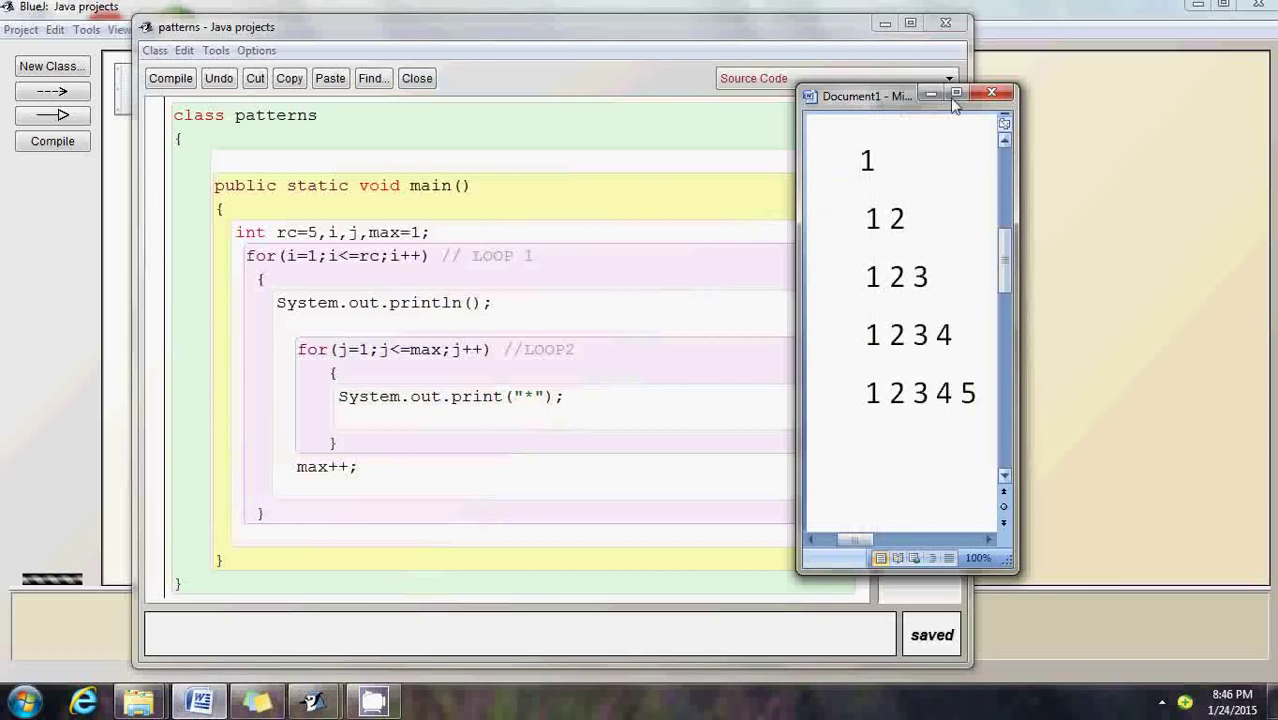 BlueJ: Java projects
Project Edit Tools View
New Class...
Compile
patterns - Java projects
Class Edit Tools Options
Compile Undo Cut Copy Paste Find... Close
Source Code
class patterns
{
public static void main()
{
int rc=5,i,j,max=1;
for(i=1;i<=rc;i++) // LOOP 1
{
System.out.println();
for(j=1;j<=max;j++) //LOOP2
{
System.out.print("*");
}
max++;
}
}
}
saved
Document1 - Mi...
1
1 2
1 2 3
1 2 3 4
1 2 3 4 5
100%
8:46 PM
1/24/2015